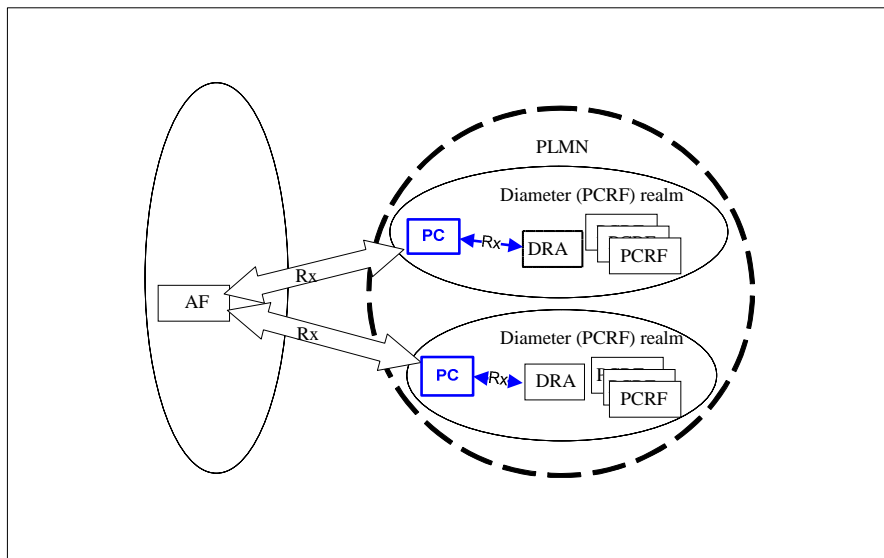 PLMN
Diameter (PCRF) realm
PC
Rx
DRA
PCRF
Rx
AF
Rx
Diameter (PCRF) realm
PC
Rx
DRA
PCRF